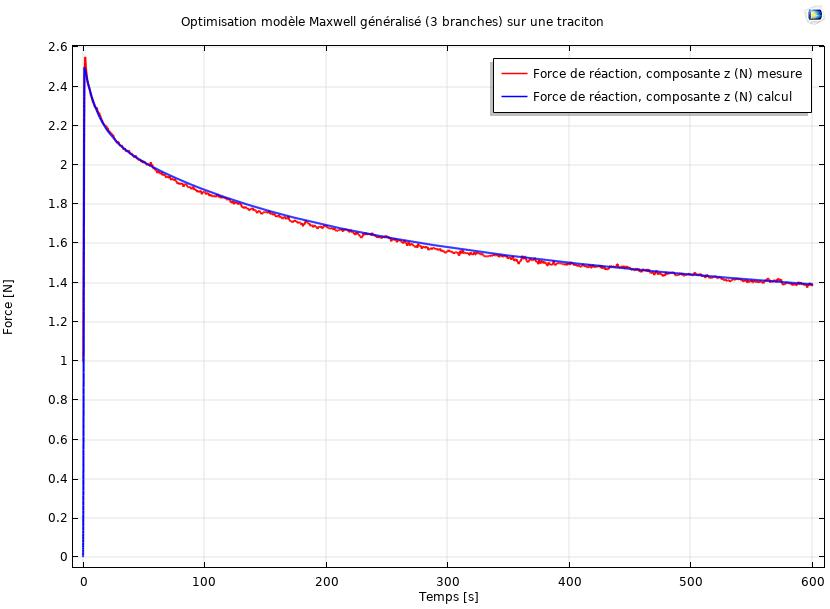 Optimisation modèle Maxwell généralisé (3 branches) sur une traciton
2.6
2.4
2.2
2
1.8
1.6
1.4
1.2
1
0.8
0.6
0.4
0.2
0
Force [N]
Force de réaction, composante z (N) mesure
Force de réaction, composante z (N) calcul
0 100 200 300 400 500 600
Temps [s]